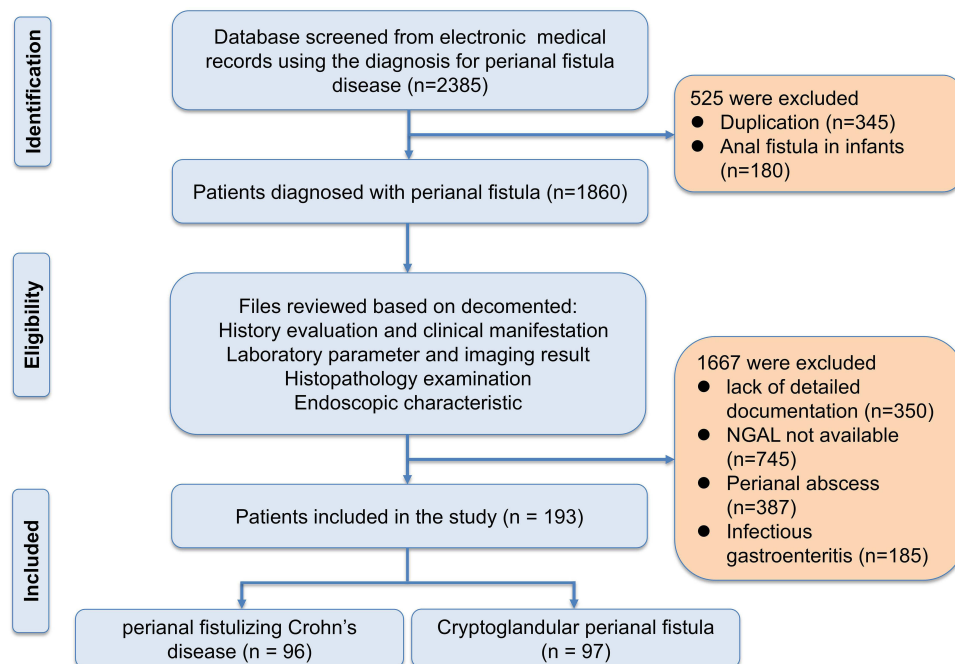 Identification
Database screened from electronic medical
records using the diagnosis for perianal fistula
disease (n=2385)
525 were excluded
● Duplication (n=345)
● Anal fistula in infants
(n=180)
Patients diagnosed with perianal fistula (n=1860)
Eligibility
Files reviewed based on decomented:
History evaluation and clinical manifestation
Laboratory parameter and imaging result
Histopathology examination
Endoscopic characteristic
1667 were excluded
● lack of detailed
documentation (n=350)
● NGAL not available
(n=745)
● Perianal abscess
(n=387)
● Infectious
gastroenteritis (n=185)
Included
Patients included in the study (n = 193)
perianal fistulizing Crohn's
disease (n = 96)
Cryptoglandular perianal fistula
(n = 97)